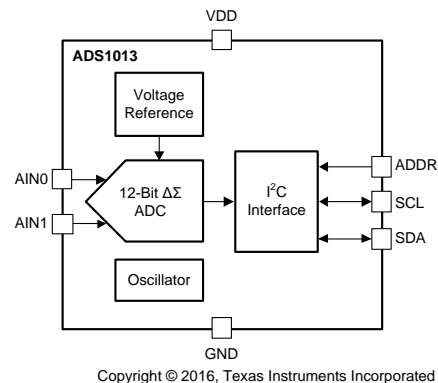 VDD
ADS1013
Voltage
Reference
AIN0
AIN1
12-Bit ΔΣ
ADC
I²C
Interface
ADDR
SCL
SDA
Oscillator
GND
Copyright © 2016, Texas Instruments Incorporated